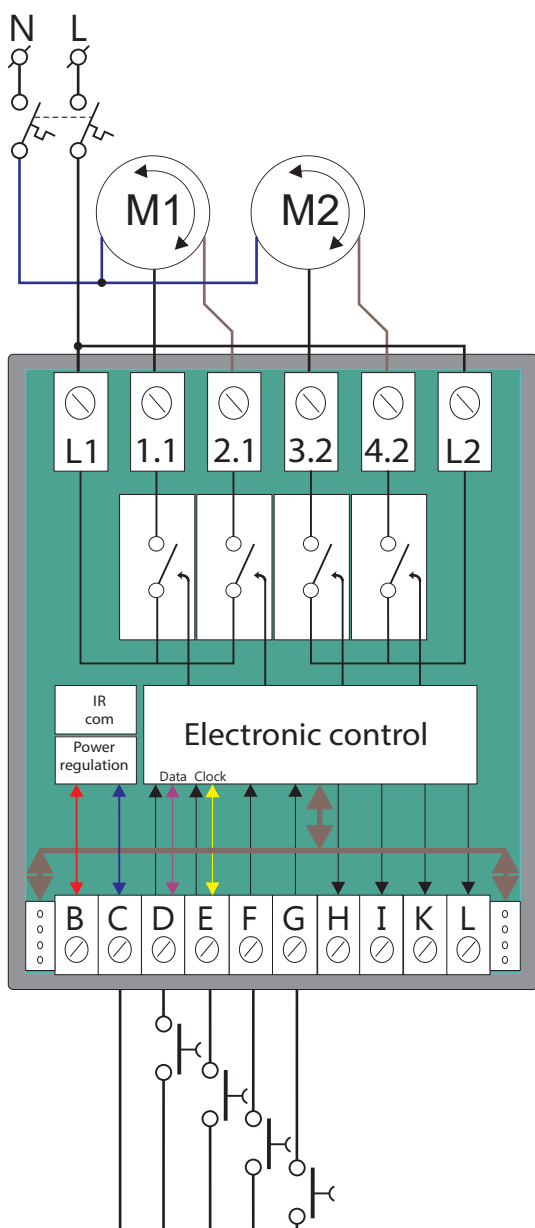 N L
M1 M2
L1 1.1 2.1 3.2 4.2 L2
IR
com
Power
regulation
Electronic control
Data Clock
B C D E F G H I K L